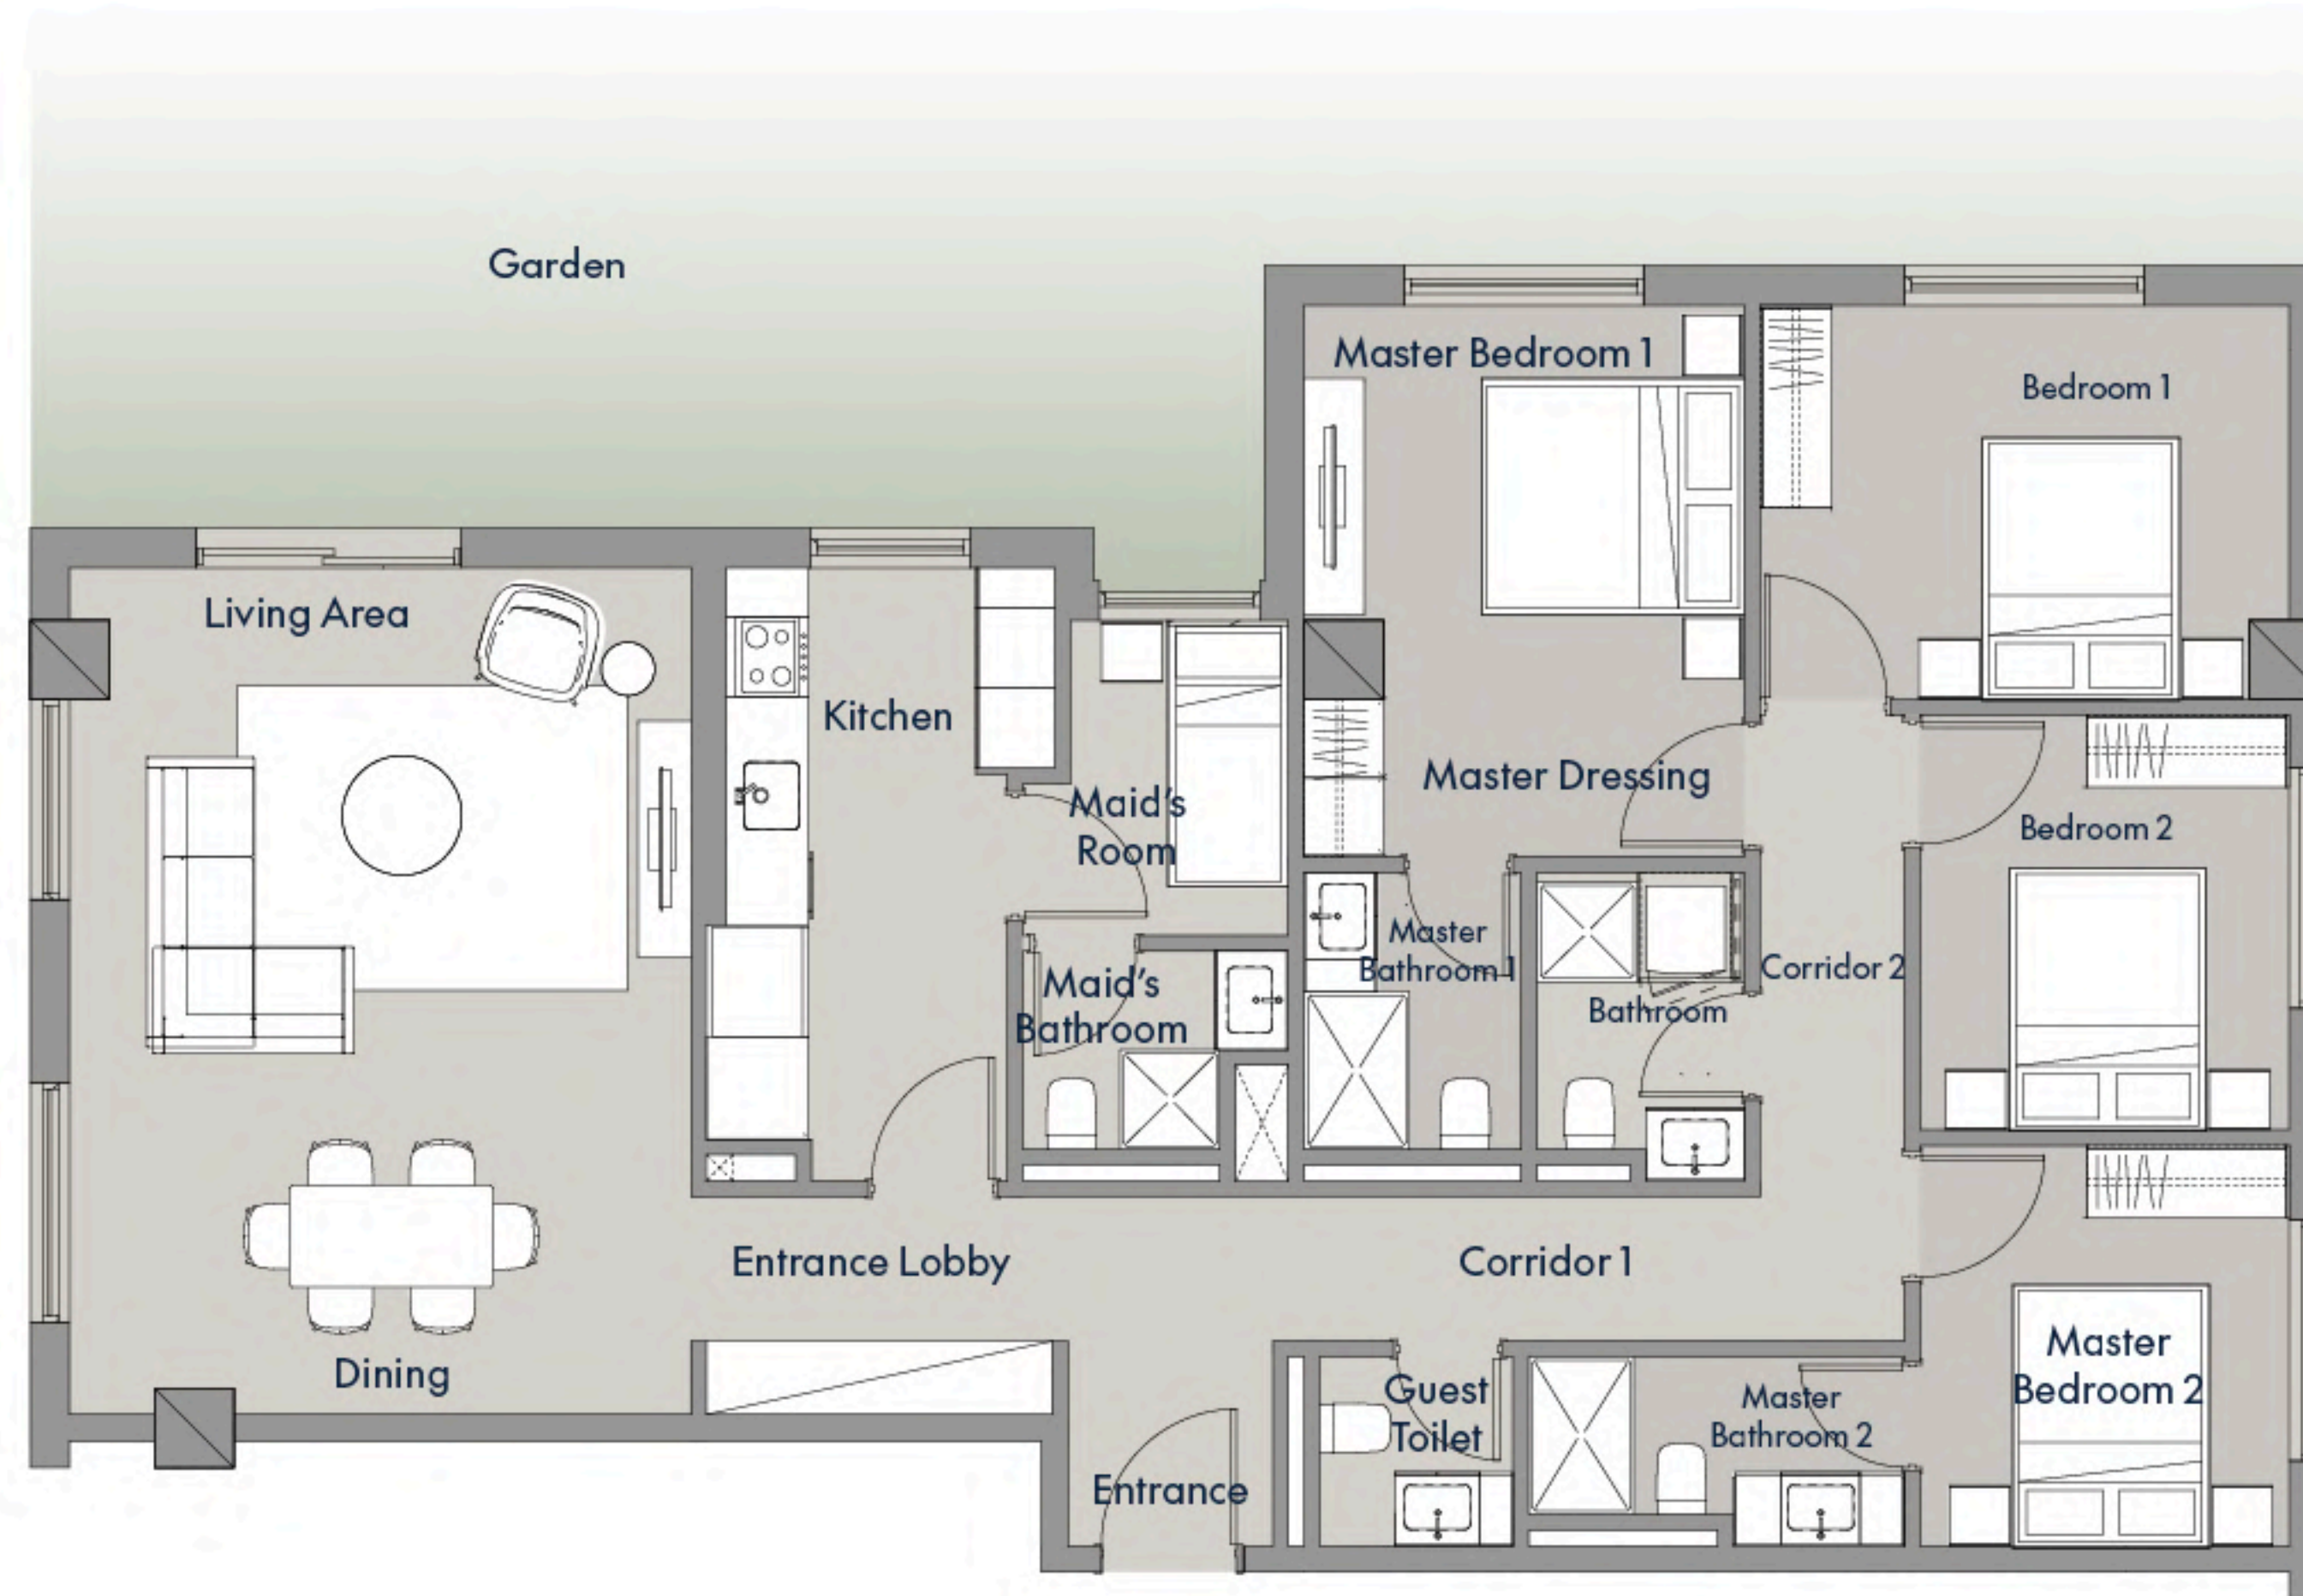 Garden
Master Bedroom 1
Bedroom 1
Living Area
Kitchen
Master Dressing
Maid's
Room
Bedroom 2
Master
Bathroom 1
Corridor 2
Maid's
Bathroom
Bathroom
Entrance Lobby
Corridor 1
Dining
Guest
Toilet
Master
Bathroom 2
Master
Bedroom 2
Entrance